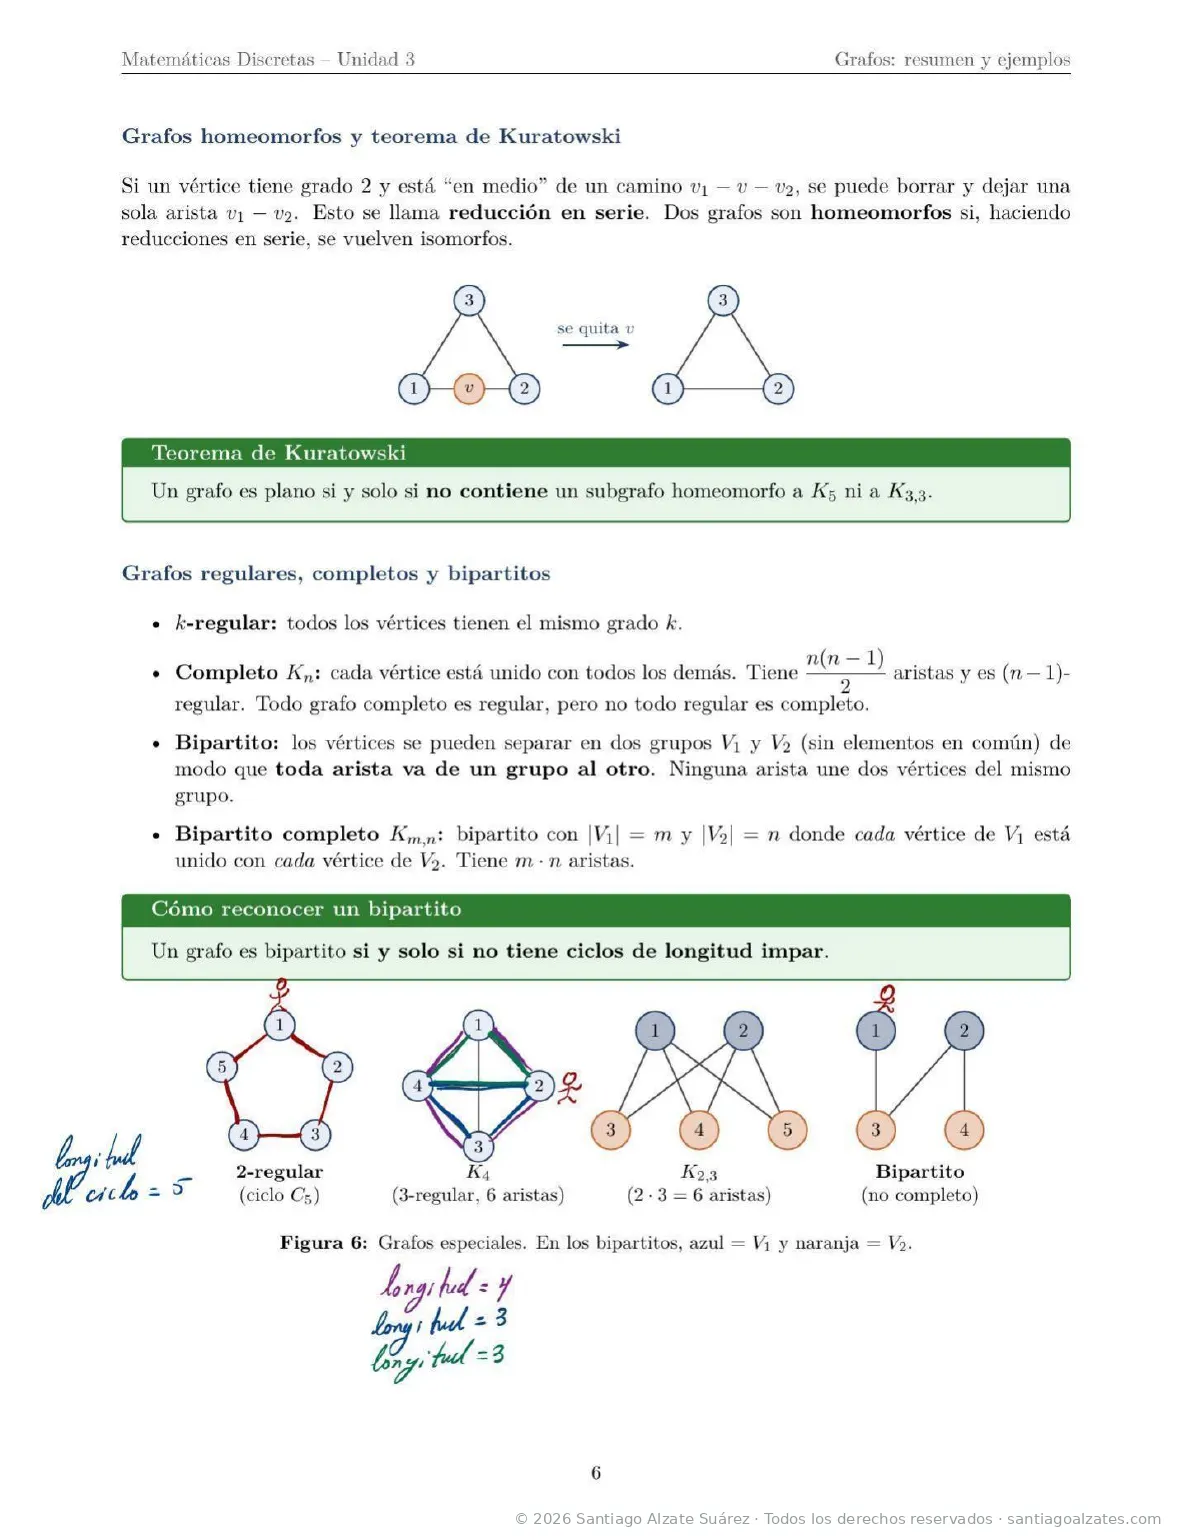 Matemáticas Discretas – Unidad 3
Grafos: resumen y ejemplos
Grafos homeomorfos y teorema de Kuratowski
Si un vértice tiene grado 2 y está “en medio” de un camino v₁ − v − v₂, se puede borrar y dejar una
sola arista v₁ − v₂. Esto se llama reducción en serie. Dos grafos son homeomorfos si, haciendo
reducciones en serie, se vuelven isomorfos.
3
se quita v
3
1 v 2
1 2
Teorema de Kuratowski
Un grafo es plano si y solo si no contiene un subgrafo homeomorfo a K₅ ni a K₃,₃.
Grafos regulares, completos y bipartitos
• k-regular: todos los vértices tienen el mismo grado k.
• Completo Kₙ: cada vértice está unido con todos los demás. Tiene n(n − 1)/2 aristas y es (n − 1)-
regular. Todo grafo completo es regular, pero no todo regular es completo.
• Bipartito: los vértices se pueden separar en dos grupos V₁ y V₂ (sin elementos en común) de
modo que toda arista va de un grupo al otro. Ninguna arista une dos vértices del mismo
grupo.
• Bipartito completo Kₘ,ₙ: bipartito con |V₁| = m y |V₂| = n donde cada vértice de V₁ está
unido con cada vértice de V₂. Tiene m · n aristas.
Cómo reconocer un bipartito
Un grafo es bipartito si y solo si no tiene ciclos de longitud impar.
1
5 2
4 3
2-regular
(ciclo C₅)
1
4 2
3
K₄
(3-regular, 6 aristas)
1 2
3 4 5
K₂,₃
(2 · 3 = 6 aristas)
1 2
3 4
Bipartito
(no completo)
longitud
del ciclo = 5
Figura 6: Grafos especiales. En los bipartitos, azul = V₁ y naranja = V₂.
longitud = 4
longitud = 3
longitud = 3
6
© 2026 Santiago Alzate Suárez · Todos los derechos reservados · santiagoalzates.com